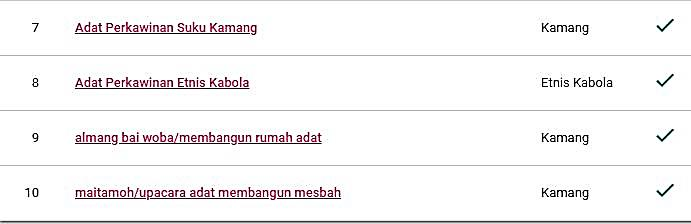 7 Adat Perkawinan Suku Kamang Kamang
8 Adat Perkawinan Etnis Kabola Etnis Kabola
9 almang bai woba/membangun rumah adat Kamang
10 maitamoh/upacara adat membangun mesbah Kamang